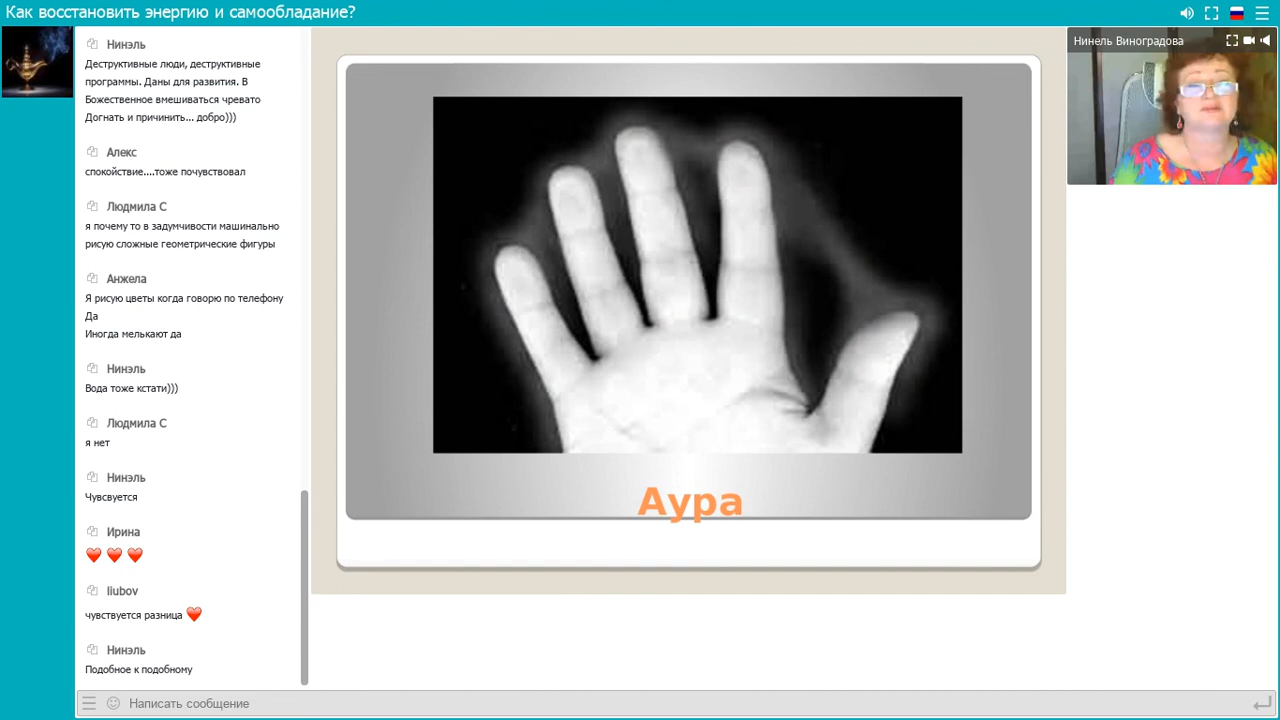 Как восстановить энергию и самообладание?
Нинэль
Деструктивные люди, деструктивные
программы. Даны для развития. В
Божественное вмешиваться чревато
Догнать и причинить... добро)))
Алекс
спокойствие....тоже почувствовал
Людмила С
я почему то в задумчивости машинально
рисую сложные геометрические фигуры
Анжела
Я рисую цветы когда говорю по телефону
Да
Иногда мелькают да
Нинэль
Вода тоже кстати)))
Людмила С
я нет
Нинэль
Чувсвуется
Ирина
liubov
чувствуется разница
Нинэль
Подобное к подобному
Написать сообщение
Аура
Нинель Виноградова